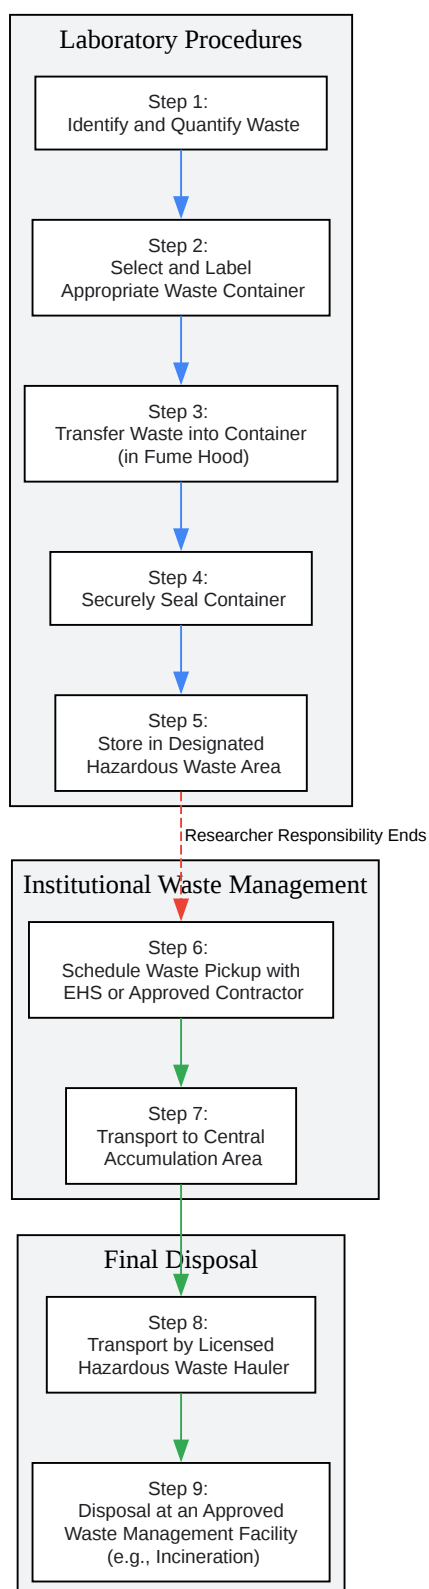 Laboratory Procedures
Step 1:
Identify and Quantify Waste
Step 2:
Select and Label
Appropriate Waste Container
Step 3:
Transfer Waste into Container
(in Fume Hood)
Step 4:
Securely Seal Container
Step 5:
Store in Designated
Hazardous Waste Area
Researcher Responsibility Ends
Institutional Waste Management
Step 6:
Schedule Waste Pickup with
EHS or Approved Contractor
Step 7:
Transport to Central
Accumulation Area
Final Disposal
Step 8:
Transport by Licensed
Hazardous Waste Hauler
Step 9:
Disposal at an Approved
Waste Management Facility
(e.g., Incineration)